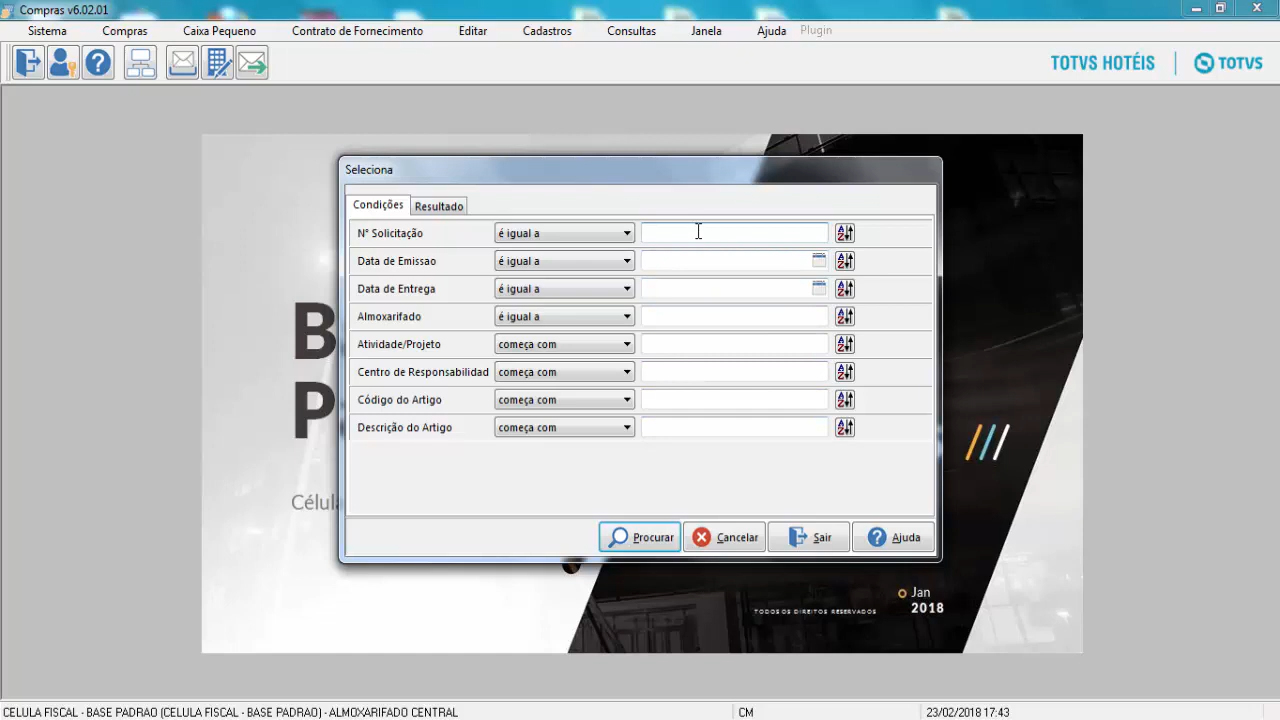 Compras v6.02.01
Sistema Compras Caixa Pequeno Contrato de Fornecimento Editar Cadastros Consultas Janela Ajuda Plugin
TOTVS HOTÉIS TOTVS
Seleciona
Condições Resultado
N° Solicitação é igual a
Data de Emissao é igual a
Data de Entrega é igual a
Almoxarifado é igual a
Atividade/Projeto começa com
Centro de Responsabilidad começa com
Código do Artigo começa com
Descrição do Artigo começa com
B
P
Célula
Procurar Cancelar Sair Ajuda
Jan
2018
TODOS OS DIREITOS RESERVADOS
CELULA FISCAL - BASE PADRAO (CELULA FISCAL - BASE PADRAO) - ALMOXARIFADO CENTRAL CM 23/02/2018 17:43